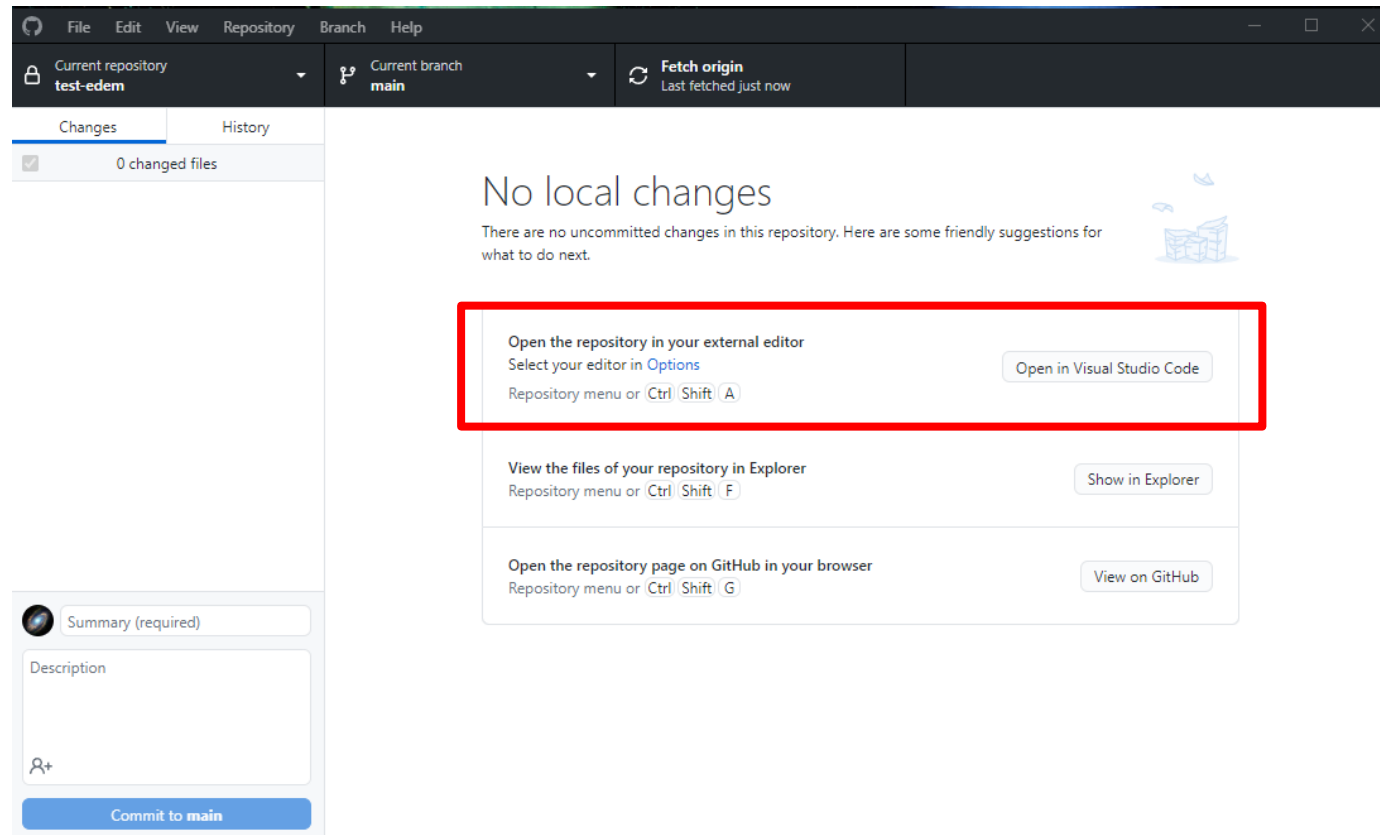 File Edit View Repository Branch Help
Current repository
test-edem
Current branch
main
Fetch origin
Last fetched just now
Changes History
0 changed files
No local changes
There are no uncommitted changes in this repository. Here are some friendly suggestions for
what to do next.
Open the repository in your external editor
Select your editor in Options
Repository menu or Ctrl Shift A
Open in Visual Studio Code
View the files of your repository in Explorer
Repository menu or Ctrl Shift F
Show in Explorer
Open the repository page on GitHub in your browser
Repository menu or Ctrl Shift G
View on GitHub
Summary (required)
Description
Commit to main